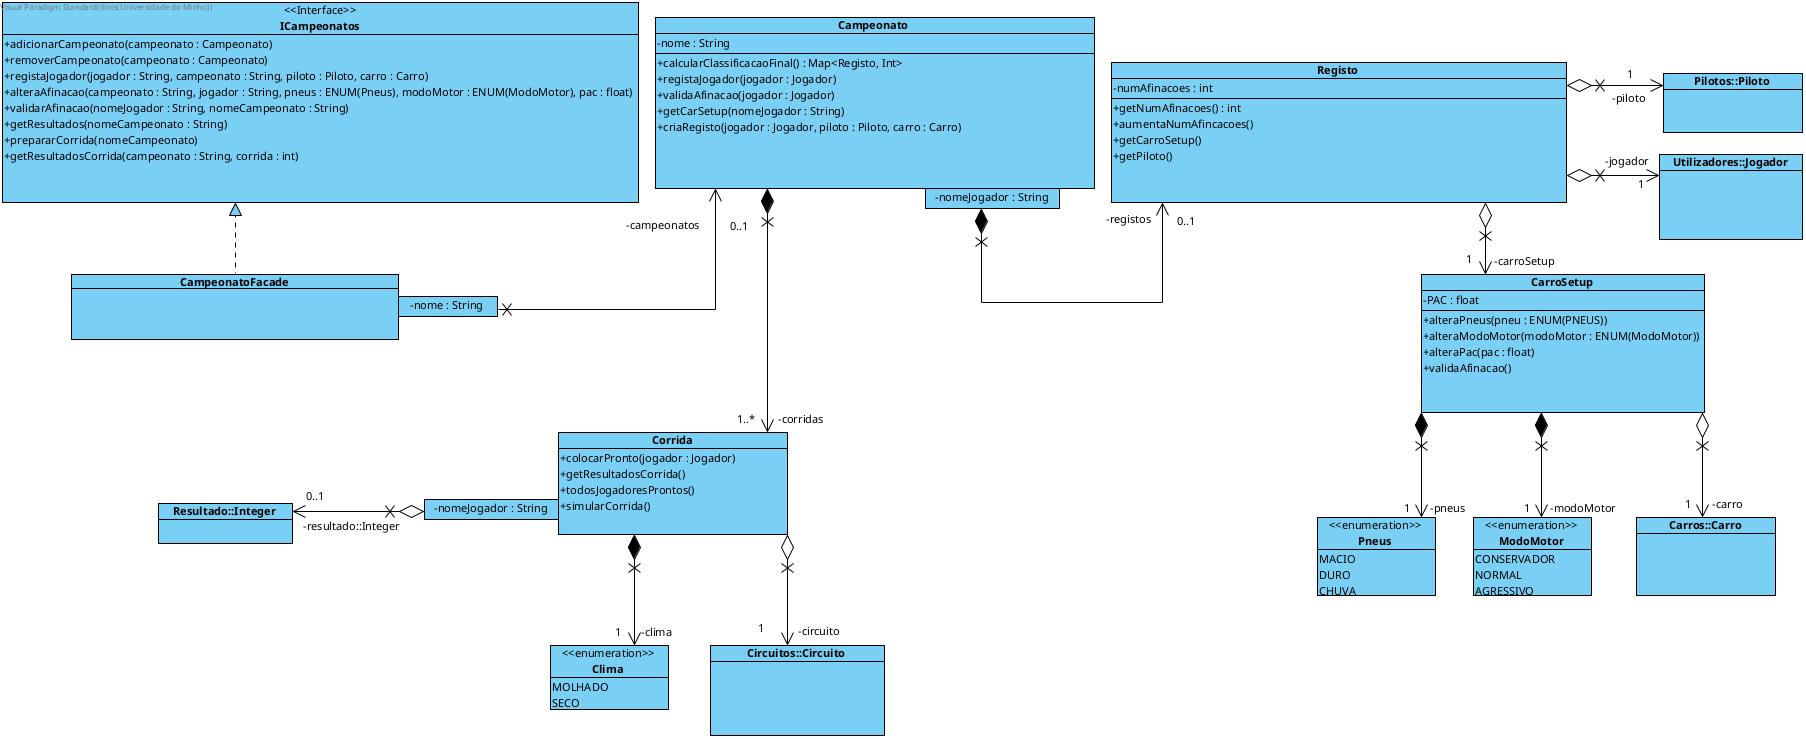 Visual Paradigm Standard(dinis(Universidade do Minho))
<<Interface>>
ICampeonatos
+adicionarCampeonato(campeonato : Campeonato)
+removerCampeonato(campeonato : Campeonato)
+registaJogador(jogador : String, campeonato : String, piloto : Piloto, carro : Carro)
+alteraAfinacao(campeonato : String, jogador : String, pneus : ENUM(Pneus), modoMotor : ENUM(ModoMotor), pac : float)
+validarAfinacao(nomeJogador : String, nomeCampeonato : String)
+getResultados(nomeCampeonato : String)
+prepararCorrida(nomeCampeonato)
+getResultadosCorrida(campeonato : String, corrida : int)
Campeonato
-nome : String
+calcularClassificacaoFinal() : Map<Registo, Int>
+registaJogador(jogador : Jogador)
+validaAfinacao(jogador : Jogador)
+getCarSetup(nomeJogador : String)
+criaRegisto(jogador : Jogador, piloto : Piloto, carro : Carro)
-nomeJogador : String
Registo
-numAfinacoes : int
+getNumAfinacoes() : int
+aumentaNumAfincacoes()
+getCarroSetup()
+getPiloto()
1
-piloto
Pilotos::Piloto
-jogador
1
Utilizadores::Jogador
-campeonatos
0..1
-registos
0..1
1
-carroSetup
CampeonatoFacade
-nome : String
CarroSetup
-PAC : float
+alteraPneus(pneu : ENUM(PNEUS))
+alteraModoMotor(modoMotor : ENUM(ModoMotor))
+alteraPac(pac : float)
+validaAfinacao()
1..*
-corridas
Corrida
+colocarPronto(jogador : Jogador)
+getResultadosCorrida()
+todosJogadoresProntos()
+simularCorrida()
-nomeJogador : String
0..1
-resultado::Integer
Resultado::Integer
1
-pneus
1
-modoMotor
1
-carro
<<enumeration>>
Pneus
MACIO
DURO
CHUVA
<<enumeration>>
ModoMotor
CONSERVADOR
NORMAL
AGRESSIVO
Carros::Carro
1
-clima
1
-circuito
<<enumeration>>
Clima
MOLHADO
SECO
Circuitos::Circuito